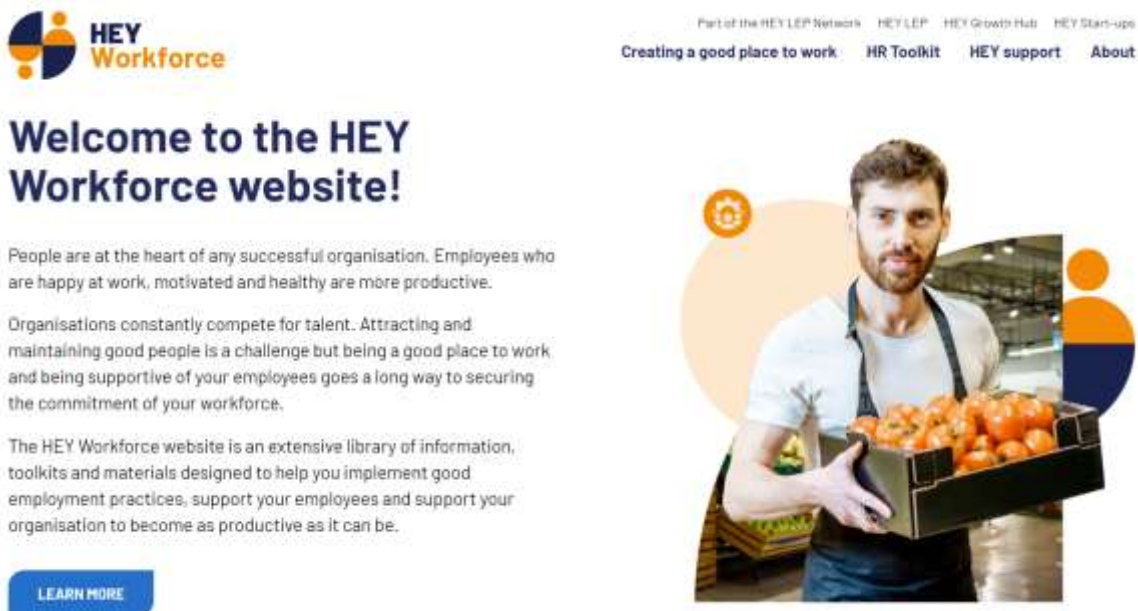 HEY
Workforce
Part of the HEY LEP Network HEY LEP HEY Growth Hub HEY Start-ups
Creating a good place to work HR Toolkit HEY support About
Welcome to the HEY
Workforce website!
People are at the heart of any successful organisation. Employees who
are happy at work, motivated and healthy are more productive.
Organisations constantly compete for talent. Attracting and
maintaining good people is a challenge but being a good place to work
and being supportive of your employees goes a long way to securing
the commitment of your workforce.
The HEY Workforce website is an extensive library of information,
toolkits and materials designed to help you implement good
employment practices, support your employees and support your
organisation to become as productive as it can be.
LEARN MORE